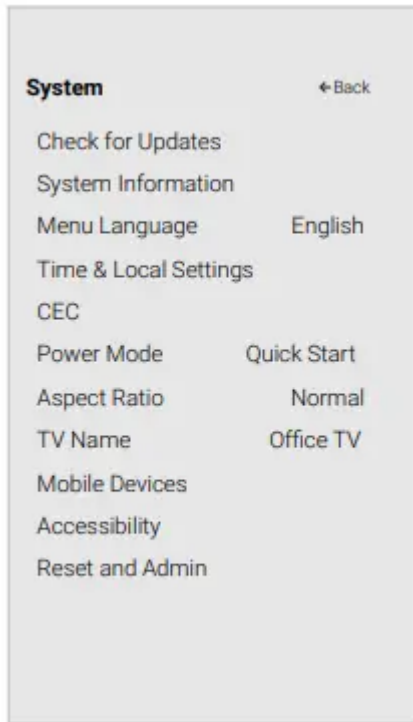 System ←Back
Check for Updates
System Information
Menu Language English
Time & Local Settings
CEC
Power Mode Quick Start
Aspect Ratio Normal
TV Name Office TV
Mobile Devices
Accessibility
Reset and Admin